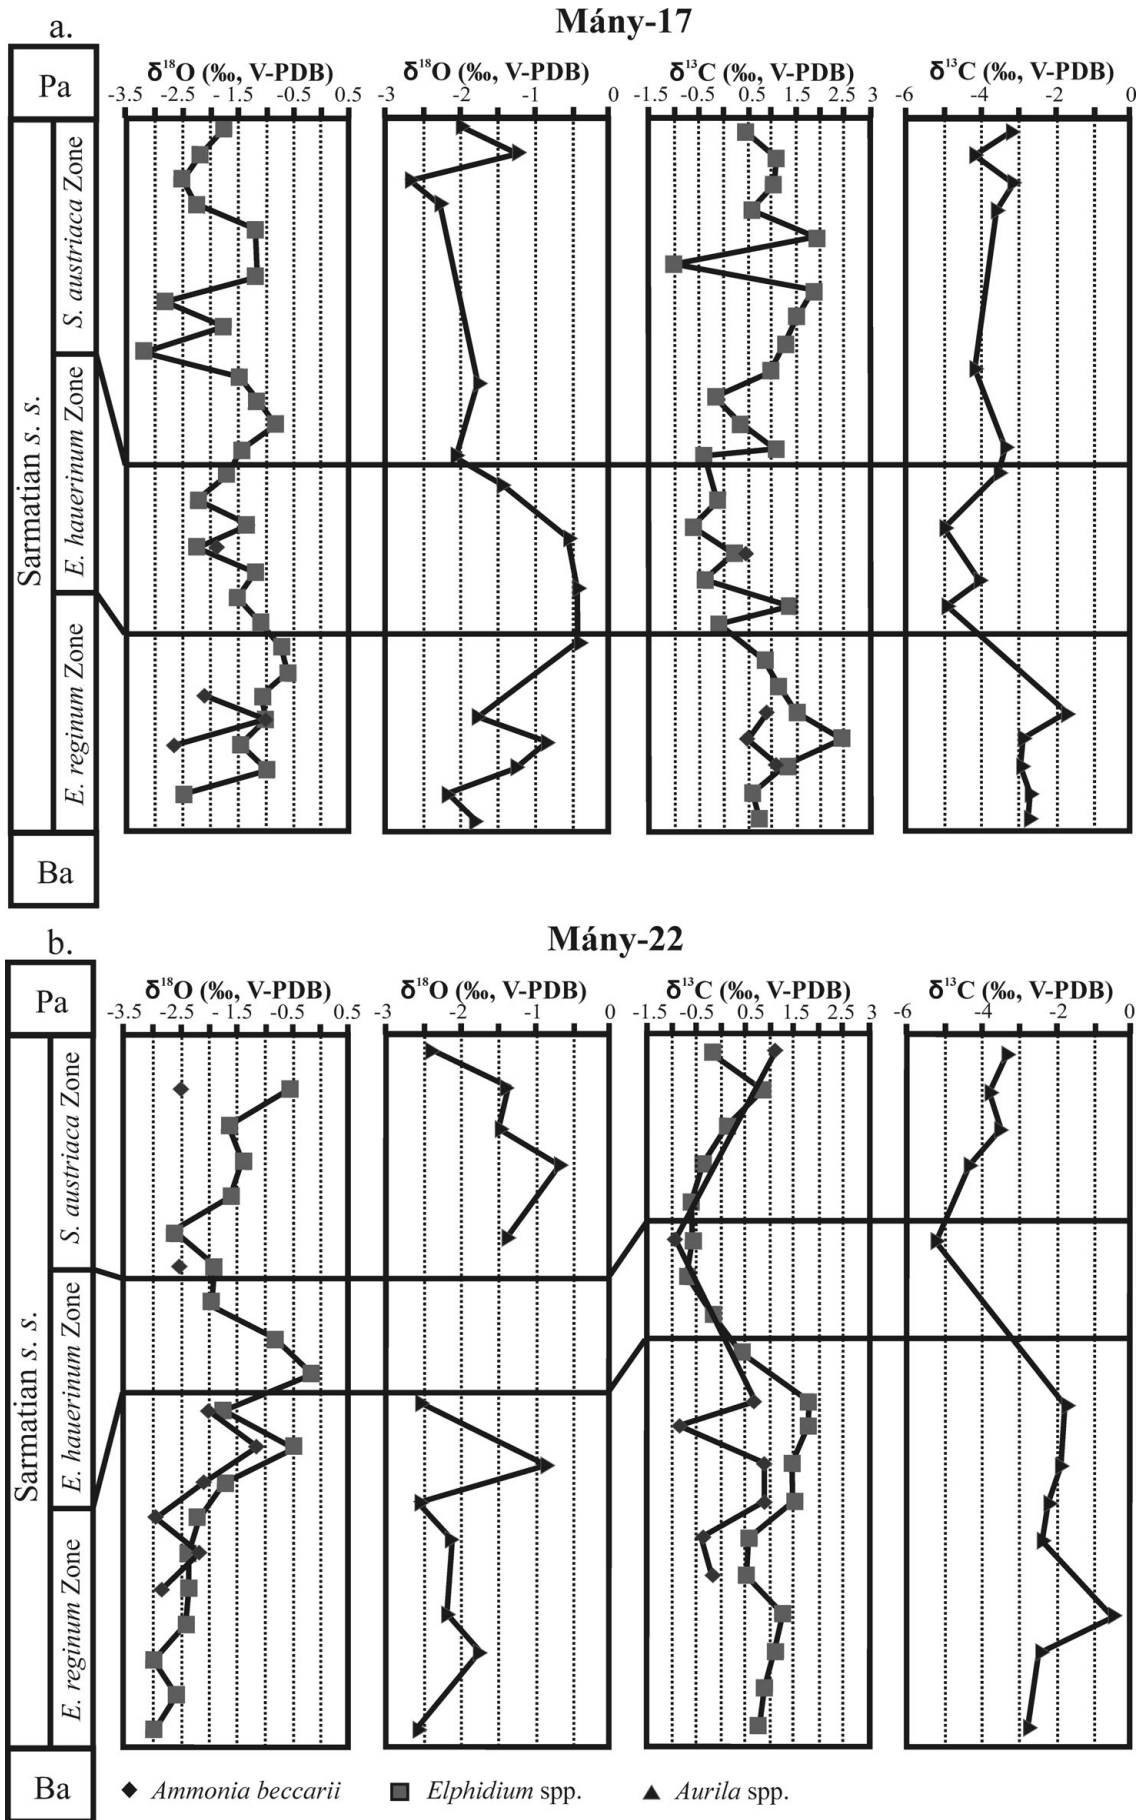 a.
Mány-17
Pa
δ¹⁸O (‰, V-PDB) δ¹⁸O (‰, V-PDB) δ¹³C (‰, V-PDB) δ¹³C (‰, V-PDB)
-3.5 -2.5 -1.5 -0.5 0.5 -3 -2 -1 0 -1.5 -0.5 0.5 1.5 2.5 3 -6 -4 -2 0
Sarmatian s. s.
S. austriaca Zone
E. hauerinum Zone
E. reginum Zone
Ba
b.
Mány-22
Pa
δ¹⁸O (‰, V-PDB) δ¹⁸O (‰, V-PDB) δ¹³C (‰, V-PDB) δ¹³C (‰, V-PDB)
-3.5 -2.5 -1.5 -0.5 0.5 -3 -2 -1 0 -1.5 -0.5 0.5 1.5 2.5 3 -6 -4 -2 0
Sarmatian s. s.
S. austriaca Zone
E. hauerinum Zone
E. reginum Zone
Ba
Ammonia beccarii Elphidium spp. Aurila spp.